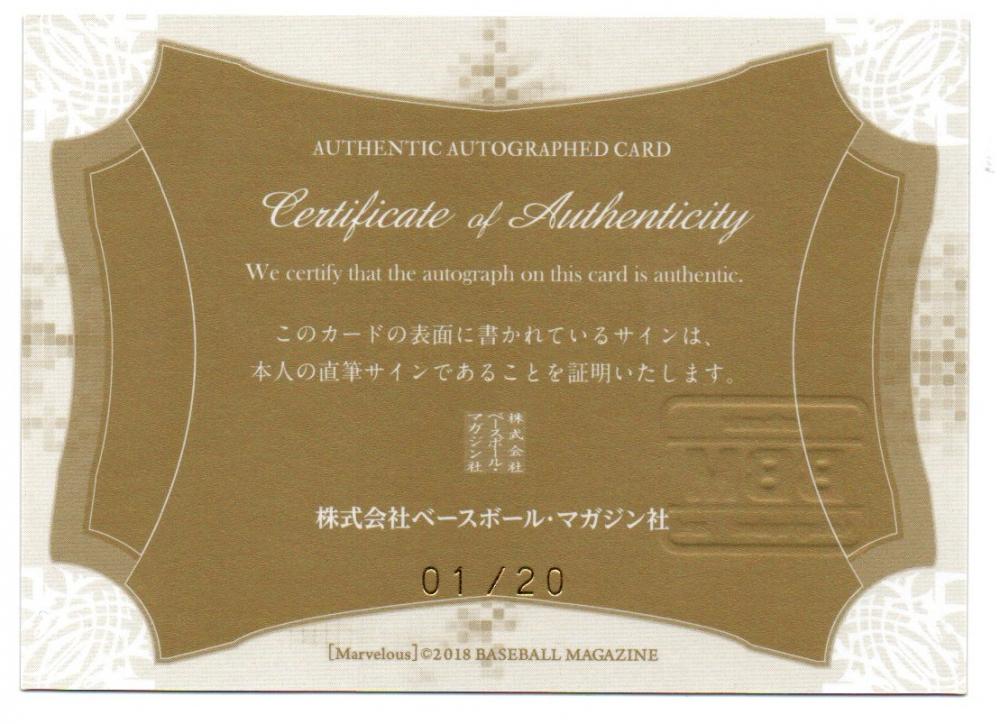 AUTHENTIC AUTOGRAPHED CARD
Certificate of Authenticity
We certify that the autograph on this card is authentic.
このカードの表面に書かれているサインは、
本人の直筆サインであることを証明いたします。
株式会社
ベースボール・
マガジン社
株式会社ベースボール・マガジン社
BBM
01/20
[Marvelous]©2018 BASEBALL MAGAZINE